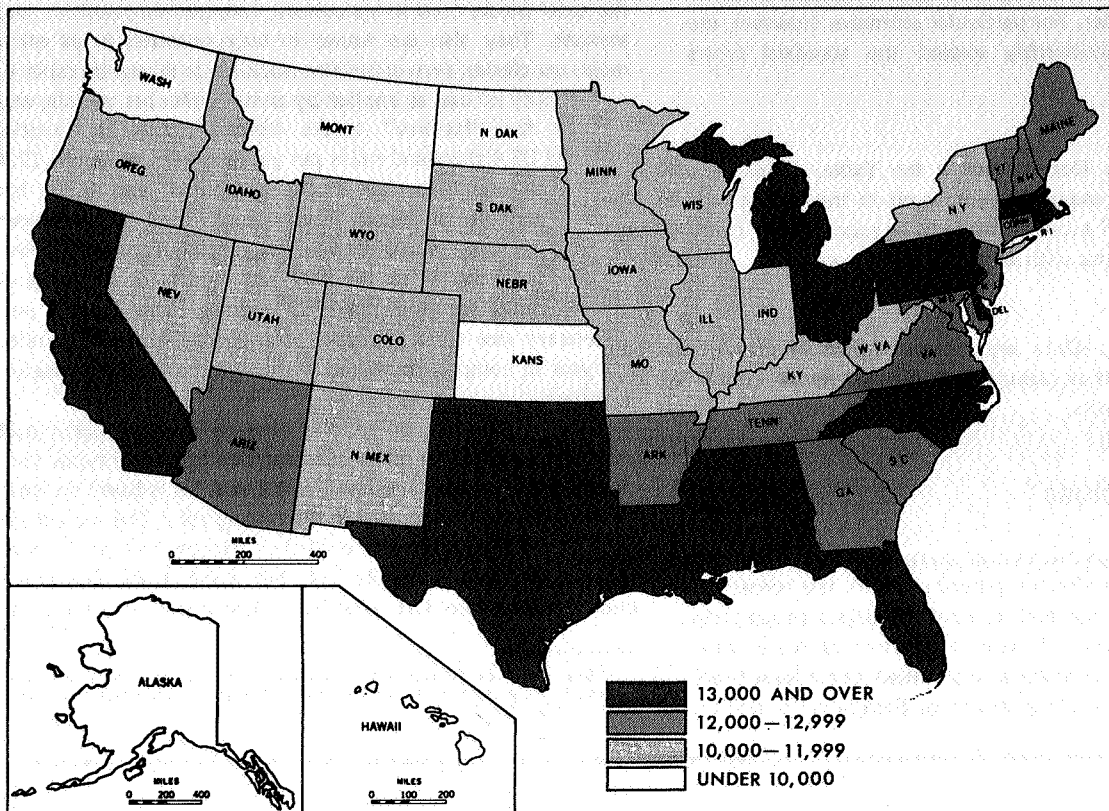 WASH
MONT
N DAK
MINN
OREG
IDAHO
WYO
S DAK
WIS
NEBR
IOWA
NEV
UTAH
COLO
KANS
MO
ILL
IND
KY
W VA
VA
N Y
VT
N H
MAINE
CONN
R I
DEL
ARIZ
N MEX
ARK
TENN
S C
GA
MILES
0 200 400
ALASKA
MILES
0 200 400
HAWAII
MILES
0 100 200
13,000 AND OVER
12,000—12,999
10,000—11,999
UNDER 10,000